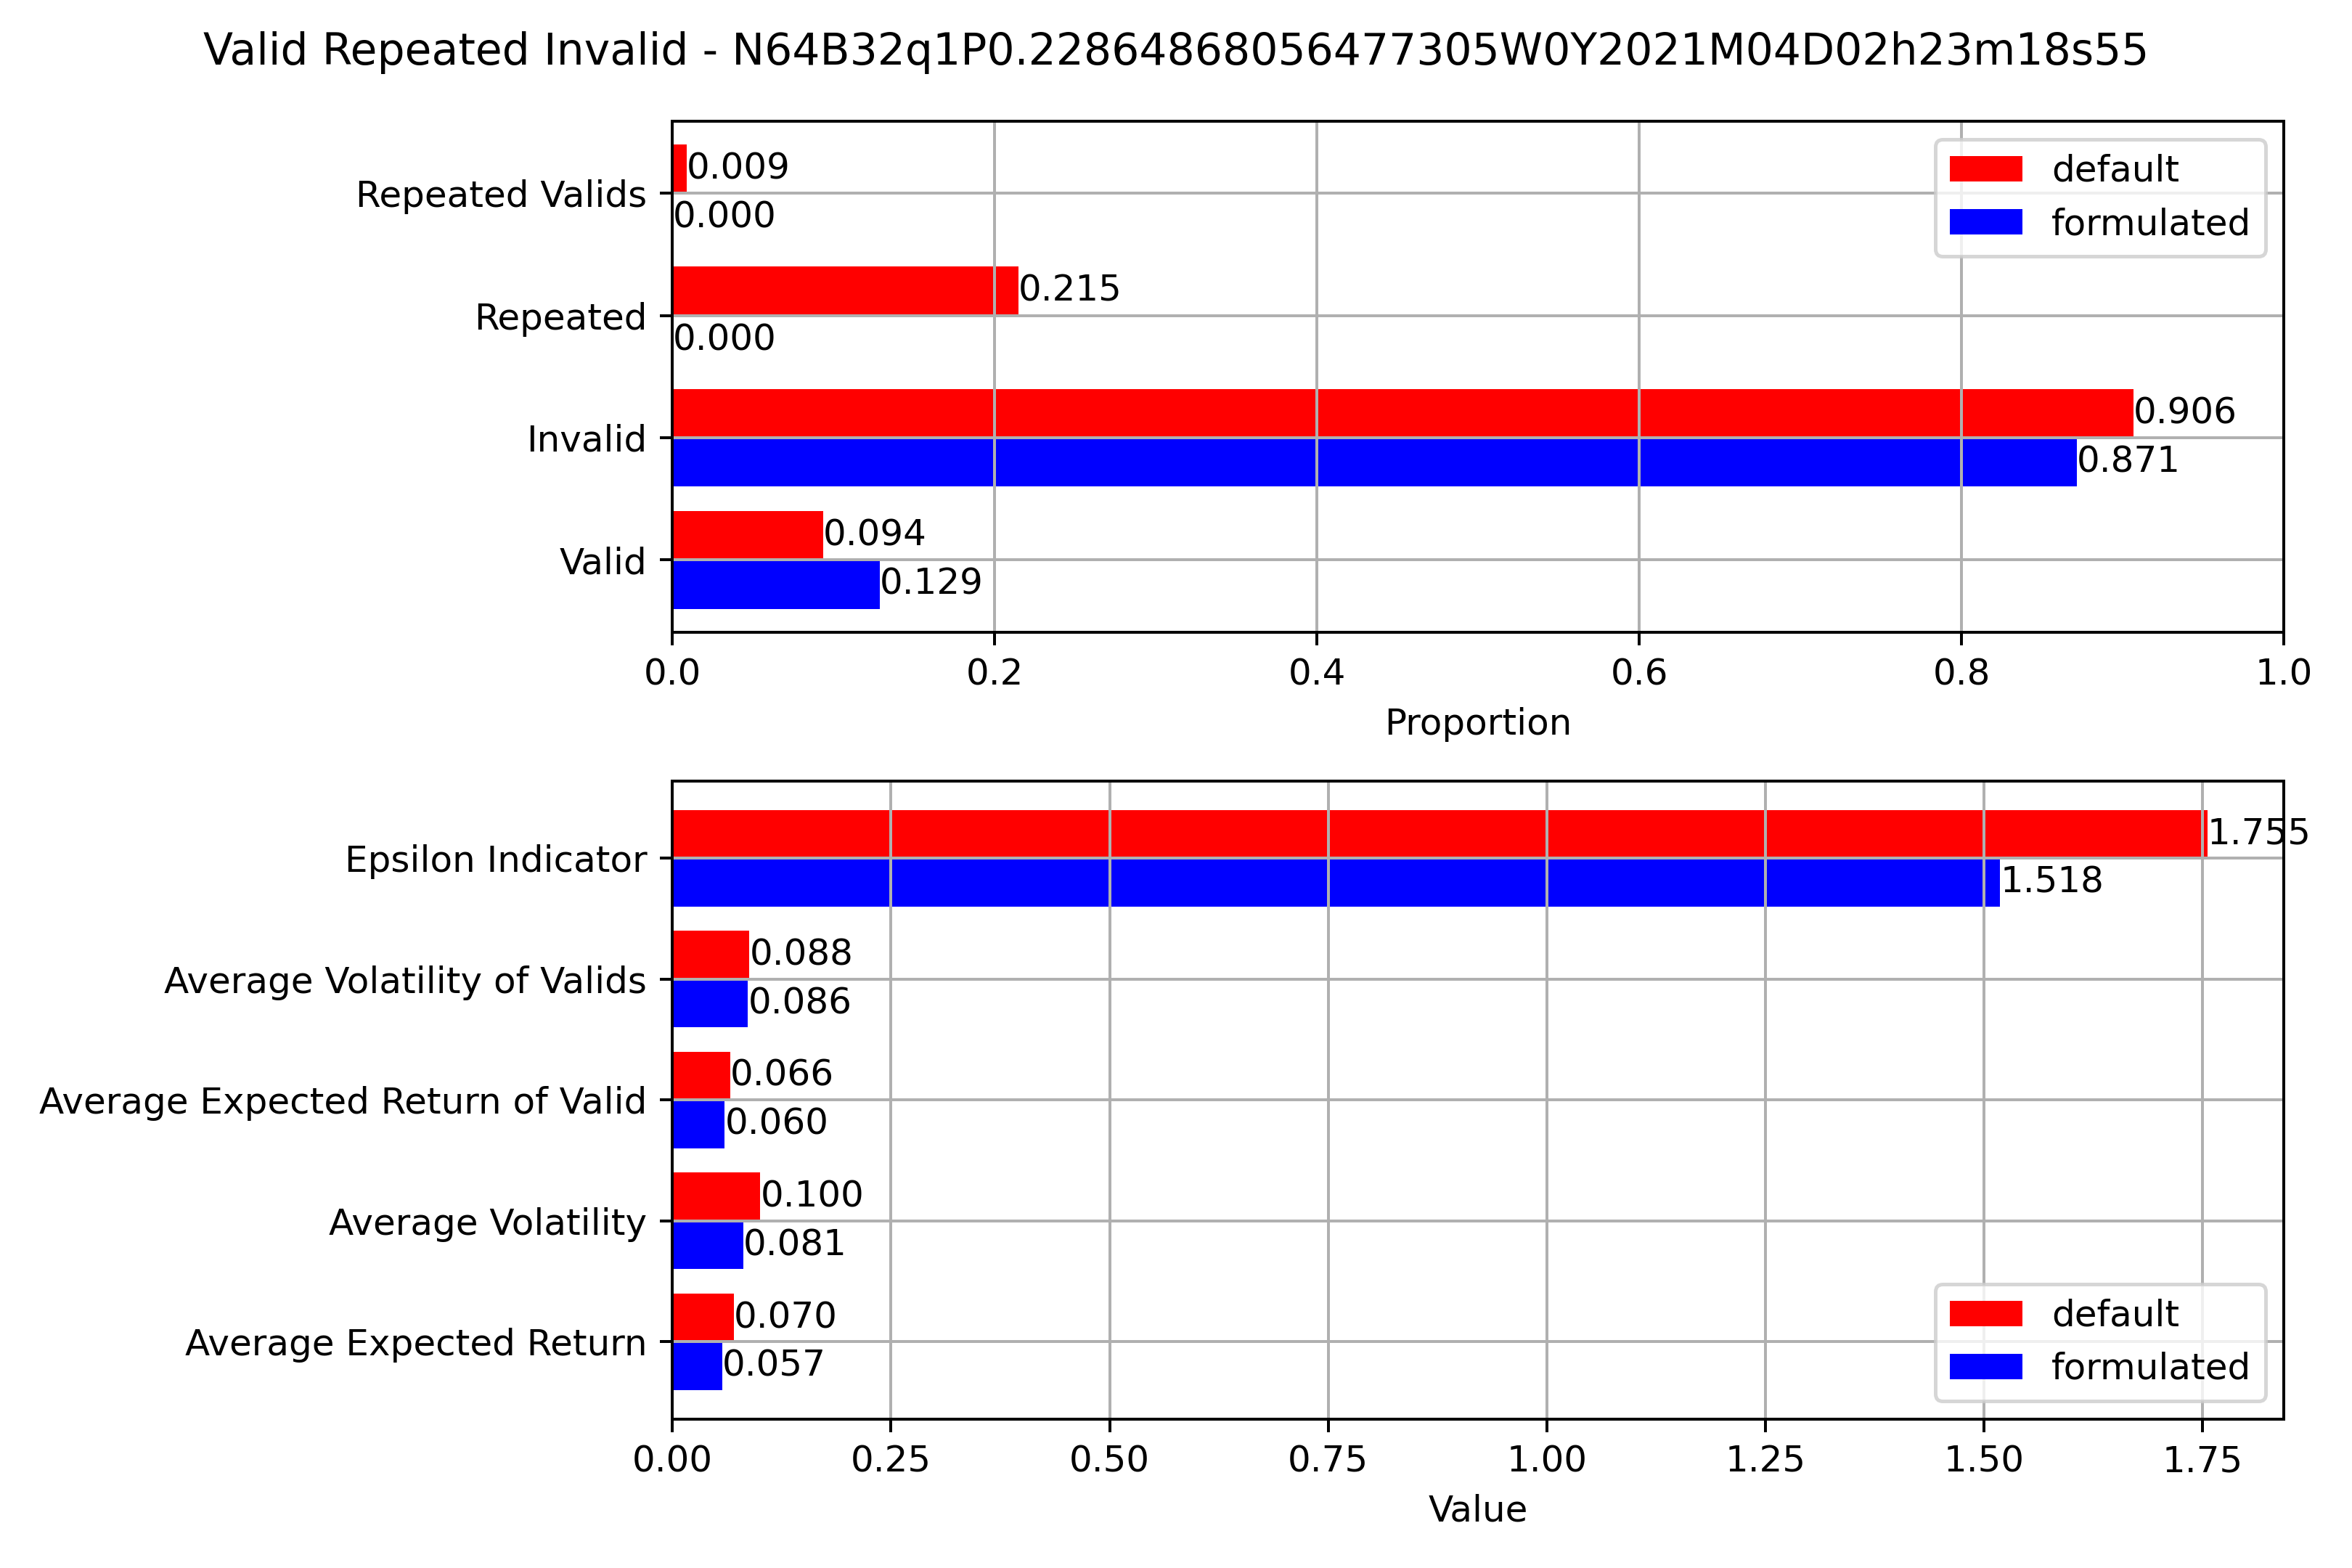 Valid Repeated Invalid - N64B32q1P0.22864868056477305W0Y2021M04D02h23m18s55
Repeated Valids
0.009
0.000
Repeated
0.215
0.000
Invalid
0.906
0.871
Valid
0.094
0.129
default
formulated
0.0 0.2 0.4 0.6 0.8 1.0
Proportion
Epsilon Indicator
1.755
1.518
Average Volatility of Valids
0.088
0.086
Average Expected Return of Valid
0.066
0.060
Average Volatility
0.100
0.081
Average Expected Return
0.070
0.057
default
formulated
0.00 0.25 0.50 0.75 1.00 1.25 1.50 1.75
Value